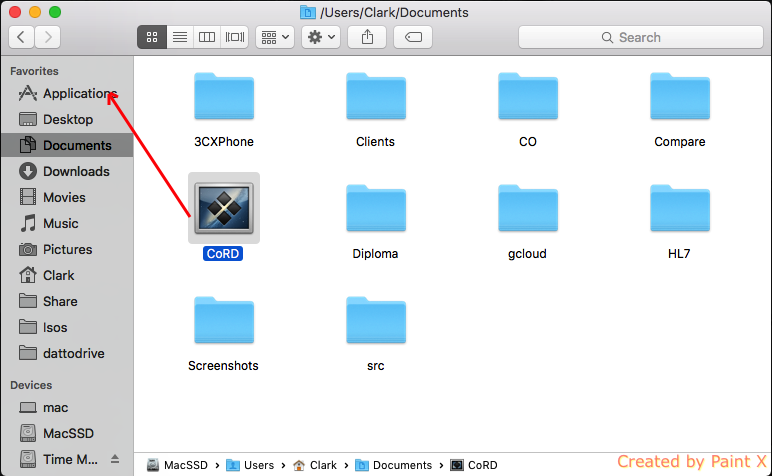 /Users/Clark/Documents
Search
Favorites
Applications
Desktop
Documents
Downloads
Movies
Music
Pictures
Clark
Share
Isos
dattodrive
Devices
mac
MacSSD
Time M...
3CXPhone
Clients
CO
Compare
CoRD
Diploma
gcloud
HL7
Screenshots
src
MacSSD › Users › Clark › Documents › CoRD
Created by Paint X